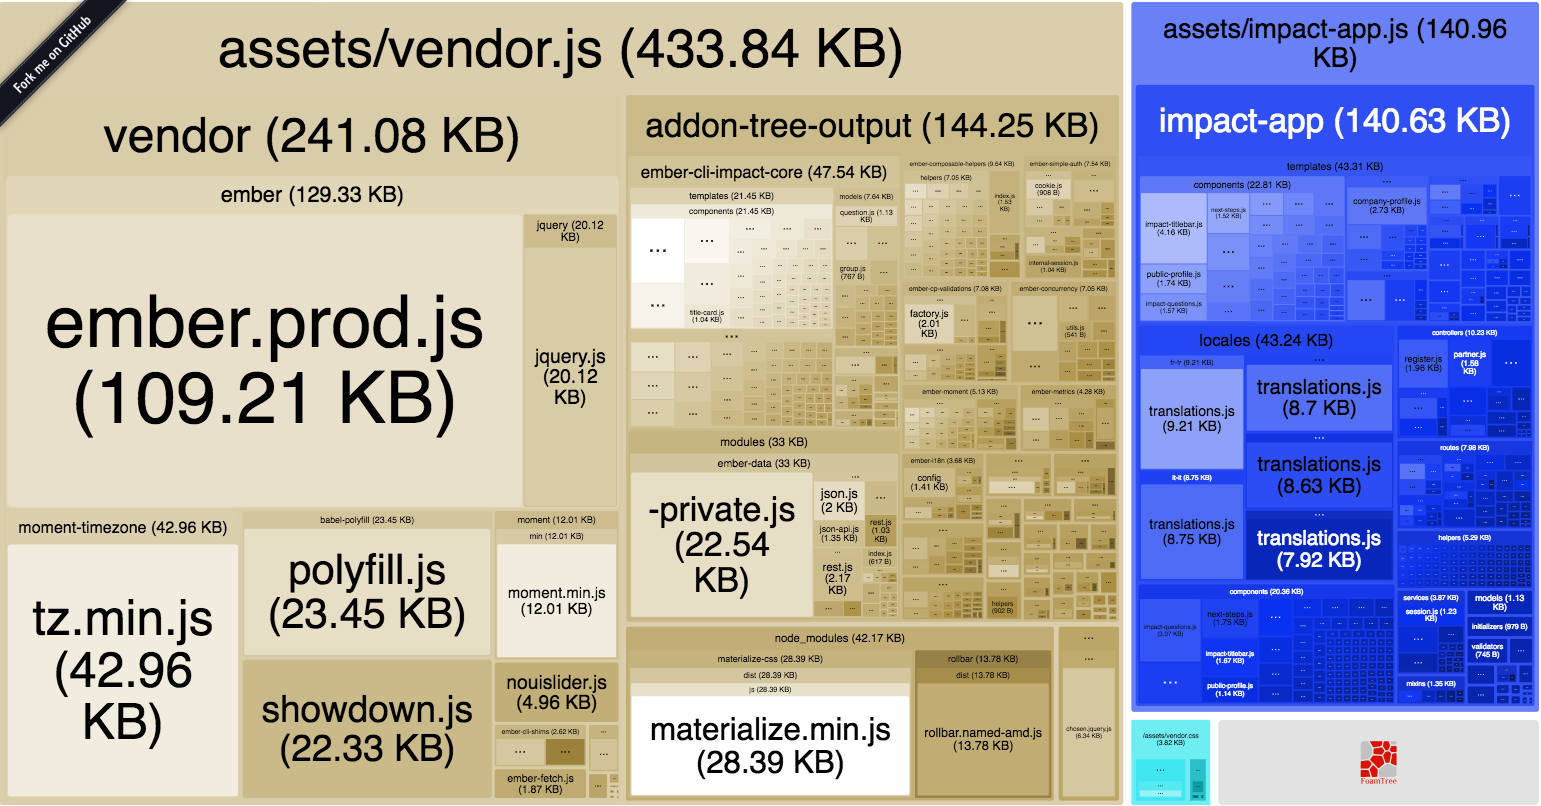 Fork me on GitHub
assets/vendor.js (433.84 KB)
vendor (241.08 KB)
ember (129.33 KB)
ember.prod.js
(109.21 KB)
jquery (20.12
KB)
jquery.js
(20.12
KB)
moment-timezone (42.96 KB)
tz.min.js
(42.96
KB)
babel-polyfill (23.45 KB)
polyfill.js
(23.45 KB)
showdown.js
(22.33 KB)
moment (12.01 KB)
min (12.01 KB)
moment.min.js
(12.01 KB)
nouislider.js
(4.96 KB)
ember-cli-shims (2.62 KB)
ember-fetch.js
(1.87 KB)
addon-tree-output (144.25 KB)
ember-cli-impact-core (47.54 KB)
templates (21.45 KB)
components (21.45 KB)
title-card.js
(1.04 KB)
models (7.64 KB)
question.js (1.13
KB)
group.js
(767 B)
modules (33 KB)
ember-data (33 KB)
-private.js
(22.54
KB)
json.js
(2 KB)
json-api.js
(1.35 KB)
rest.js
(1.03
KB)
rest.js
(2.17
KB)
index.js
(617 B)
ember-composable-helpers (9.64 KB)
helpers (7.05 KB)
index.js
(1.53
KB)
ember-simple-auth (7.54 KB)
cookie.js
(908 B)
internal-session.js
(1.04 KB)
ember-cp-validations (7.08 KB)
factory.js
(2.01
KB)
ember-concurrency (7.05 KB)
utils.js
(541 B)
ember-moment (5.13 KB)
ember-metrics (4.28 KB)
ember-i18n (3.68 KB)
config
(1.41 KB)
helpers
(902 B)
node_modules (42.17 KB)
materialize-css (28.39 KB)
dist (28.39 KB)
js (28.39 KB)
materialize.min.js
(28.39 KB)
rollbar (13.78 KB)
dist (13.78 KB)
rollbar.named-amd.js
(13.78 KB)
chosen.jquery.js
(6.34 KB)
assets/impact-app.js (140.96
KB)
impact-app (140.63 KB)
templates (43.31 KB)
components (22.81 KB)
impact-titlebar.js
(4.16 KB)
next-steps.js
(1.52 KB)
public-profile.js
(1.74 KB)
impact-questions.js
(1.57 KB)
company-profile.js
(2.73 KB)
locales (43.24 KB)
tr-tr (9.21 KB)
translations.js
(9.21 KB)
it-it (8.75 KB)
translations.js
(8.75 KB)
translations.js
(8.7 KB)
translations.js
(8.63 KB)
translations.js
(7.92 KB)
controllers (10.23 KB)
register.js
(1.96 KB)
partner.js
(1.58
KB)
routes (7.98 KB)
helpers (5.29 KB)
components (20.36 KB)
impact-questions.js
(3.07 KB)
next-steps.js
(1.75 KB)
impact-titlebar.js
(1.67 KB)
public-profile.js
(1.14 KB)
services (3.87 KB)
session.js (1.23
KB)
mixins (1.35 KB)
models (1.13
KB)
initializers (979 B)
validators
(745 B)
/assets/vendor.css
(3.82 KB)
FoamTree